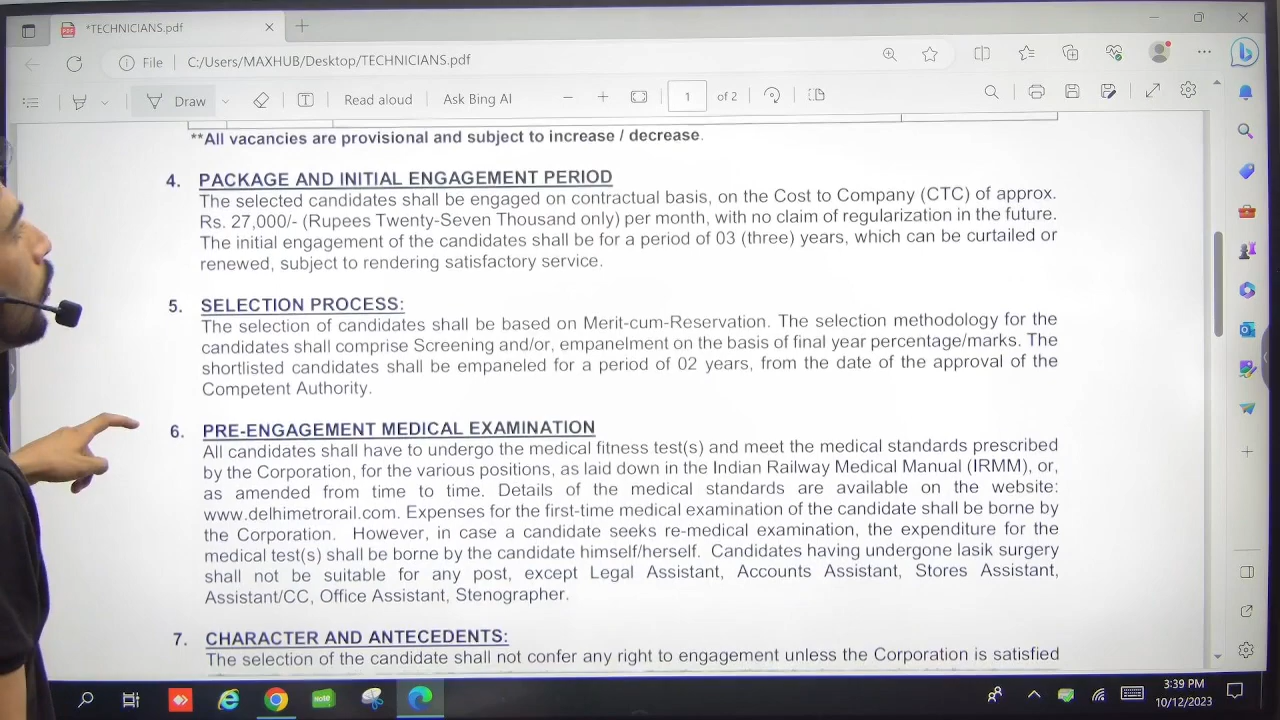 *TECHNICIANS.pdf
File
C:/Users/MAXHUB/Desktop/TECHNICIANS.pdf
Draw
Read aloud
Ask Bing AI
1 of 2
**All vacancies are provisional and subject to increase / decrease.
4. PACKAGE AND INITIAL ENGAGEMENT PERIOD
The selected candidates shall be engaged on contractual basis, on the Cost to Company (CTC) of approx.
Rs. 27,000/- (Rupees Twenty-Seven Thousand only) per month, with no claim of regularization in the future.
The initial engagement of the candidates shall be for a period of 03 (three) years, which can be curtailed or
renewed, subject to rendering satisfactory service.
5. SELECTION PROCESS:
The selection of candidates shall be based on Merit-cum-Reservation. The selection methodology for the
candidates shall comprise Screening and/or, empanelment on the basis of final year percentage/marks. The
shortlisted candidates shall be empaneled for a period of 02 years, from the date of the approval of the
Competent Authority.
6. PRE-ENGAGEMENT MEDICAL EXAMINATION
All candidates shall have to undergo the medical fitness test(s) and meet the medical standards prescribed
by the Corporation, for the various positions, as laid down in the Indian Railway Medical Manual (IRMM), or,
as amended from time to time. Details of the medical standards are available on the website:
www.delhimetrorail.com. Expenses for the first-time medical examination of the candidate shall be borne by
the Corporation. However, in case a candidate seeks re-medical examination, the expenditure for the
medical test(s) shall be borne by the candidate himself/herself. Candidates having undergone lasik surgery
shall not be suitable for any post, except Legal Assistant, Accounts Assistant, Stores Assistant,
Assistant/CC, Office Assistant, Stenographer.
7. CHARACTER AND ANTECEDENTS:
The selection of the candidate shall not confer any right to engagement unless the Corporation is satisfied
3:39 PM
10/12/2023